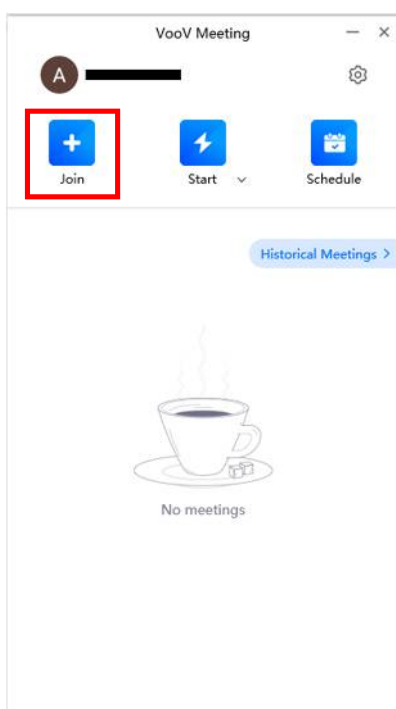 VooV Meeting
A
Join
Start
Schedule
Historical Meetings >
No meetings